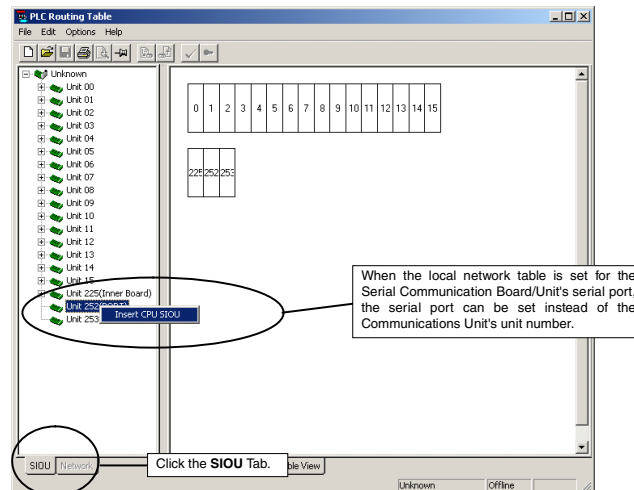 PLC Routing Table
File Edit Options Help
Unknown
Unit 00
Unit 01
Unit 02
Unit 03
Unit 04
Unit 05
Unit 06
Unit 07
Unit 08
Unit 09
Unit 10
Unit 11
Unit 12
Unit 13
Unit 14
Unit 15
Unit 225(Inner Board)
Unit 252(PORT)
Insert CPU SIOU
Unit 253
0 1 2 3 4 5 6 7 8 9 10 11 12 13 14 15
225 252 253
When the local network table is set for the
Serial Communication Board/Unit's serial port,
the serial port can be set instead of the
Communications Unit's unit number.
SIOU Network
Click the SIOU Tab.
ble View
Unknown Offline